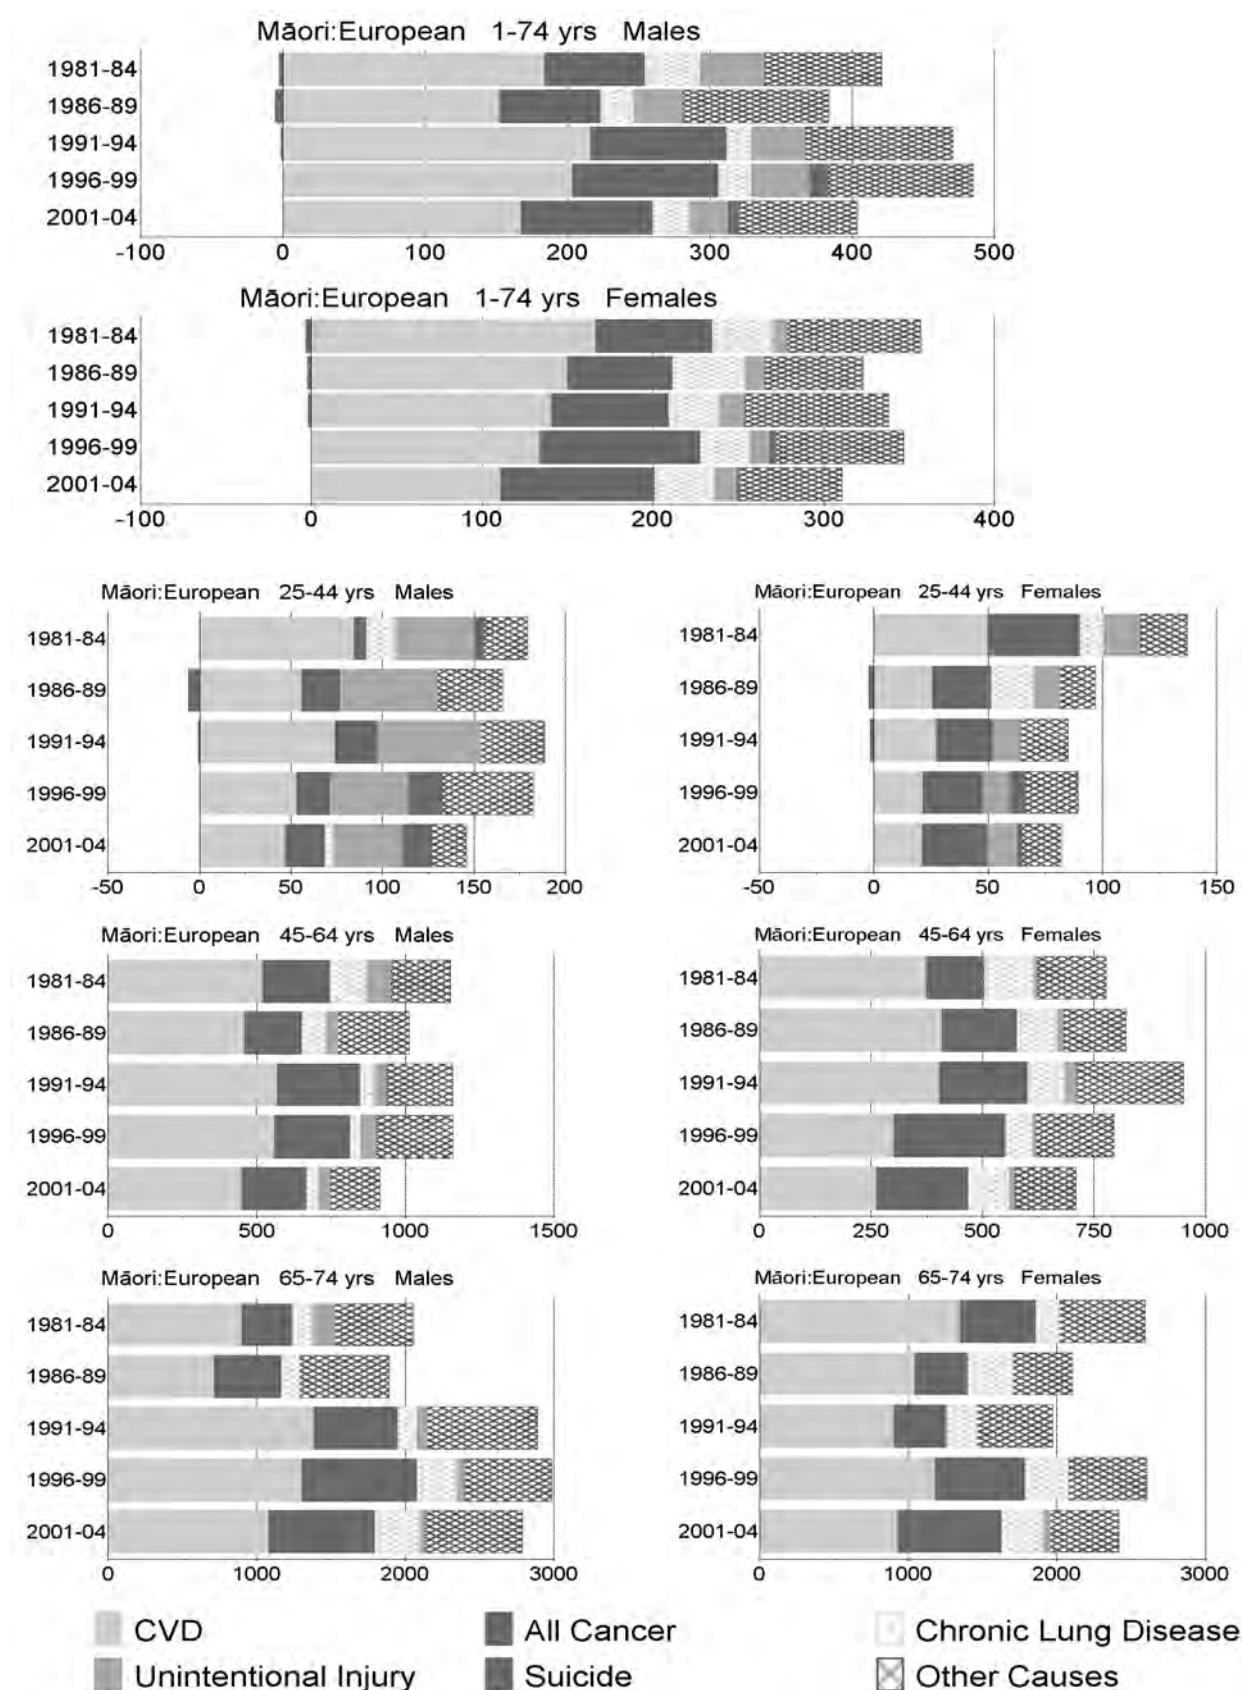 Māori:European 1-74 yrs Males
1981-84
1986-89
1991-94
1996-99
2001-04
-100 0 100 200 300 400 500
Māori:European 1-74 yrs Females
1981-84
1986-89
1991-94
1996-99
2001-04
-100 0 100 200 300 400
Māori:European 25-44 yrs Males
1981-84
1986-89
1991-94
1996-99
2001-04
-50 0 50 100 150 200
Māori:European 25-44 yrs Females
1981-84
1986-89
1991-94
1996-99
2001-04
-50 0 50 100 150
Māori:European 45-64 yrs Males
1981-84
1986-89
1991-94
1996-99
2001-04
0 500 1000 1500
Māori:European 45-64 yrs Females
1981-84
1986-89
1991-94
1996-99
2001-04
0 250 500 750 1000
Māori:European 65-74 yrs Males
1981-84
1986-89
1991-94
1996-99
2001-04
0 1000 2000 3000
Māori:European 65-74 yrs Females
1981-84
1986-89
1991-94
1996-99
2001-04
0 1000 2000 3000
CVD All Cancer Chronic Lung Disease
Unintentional Injury Suicide Other Causes